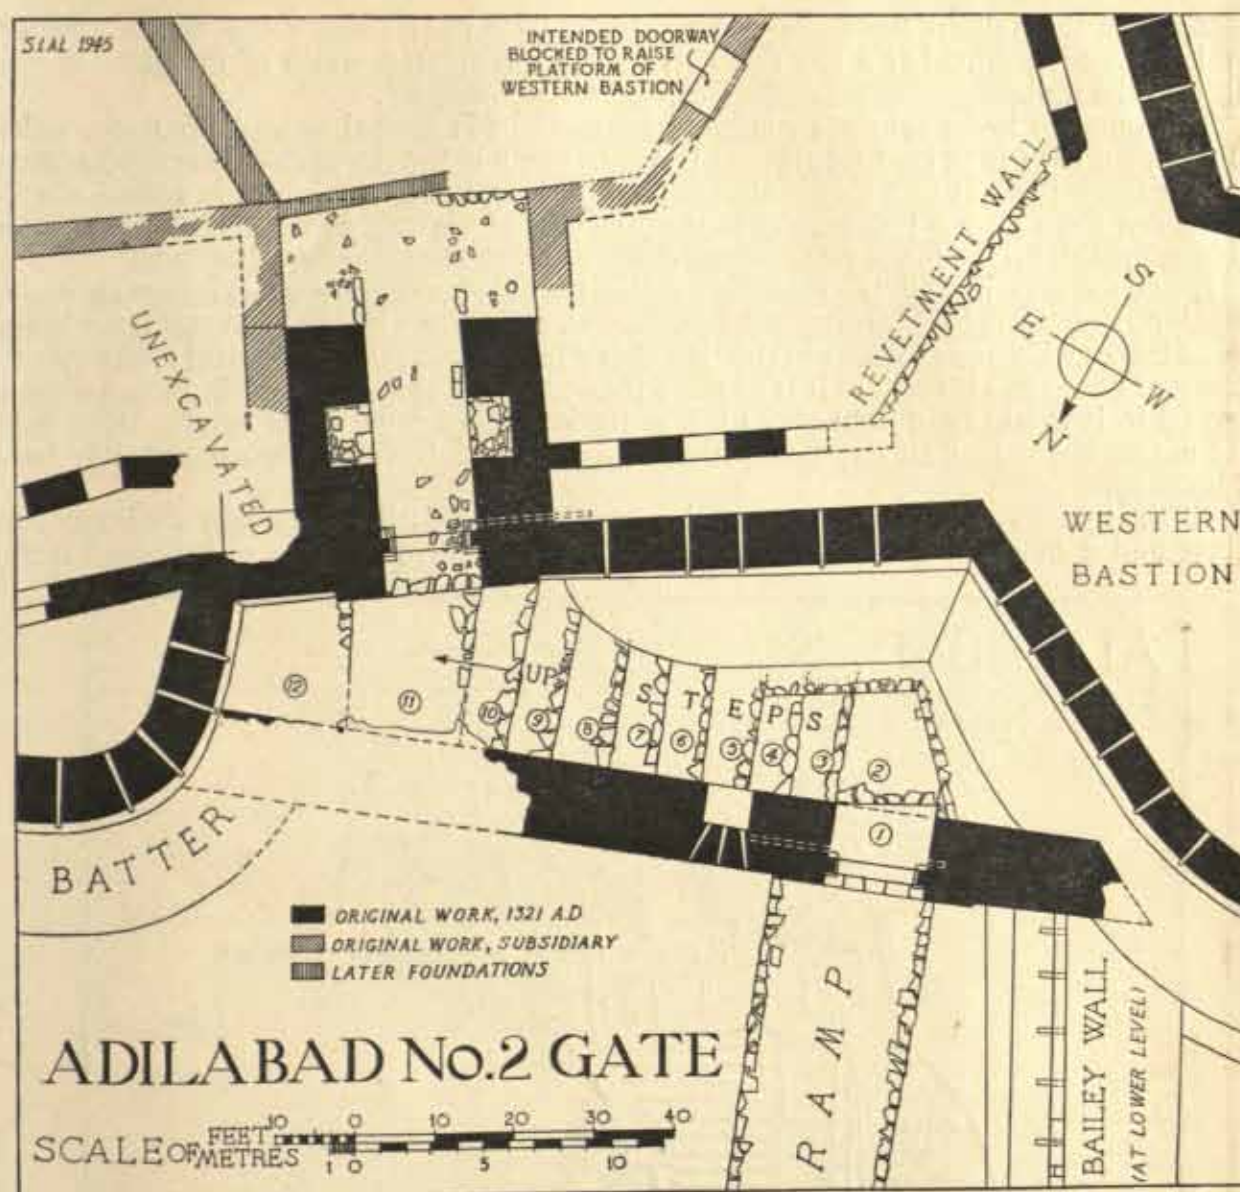 SIAL 1945
INTENDED DOORWAY
BLOCKED TO RAISE
PLATFORM OF
WESTERN BASTION
REVETMENT WALL
S
E
W
N
UNEXCAVATED
WESTERN
BASTION
UP
STEPS
12
11
10
9
8
7
6
5
4
3
2
1
BATTER
ORIGINAL WORK, 1321 A.D
ORIGINAL WORK, SUBSIDIARY
LATER FOUNDATIONS
RAMP
BAILEY WALL.
(AT LOWER LEVEL)
ADILABAD No.2 GATE
10 0 10 20 30 40
SCALE OF FEET
METRES
1 0 5 10